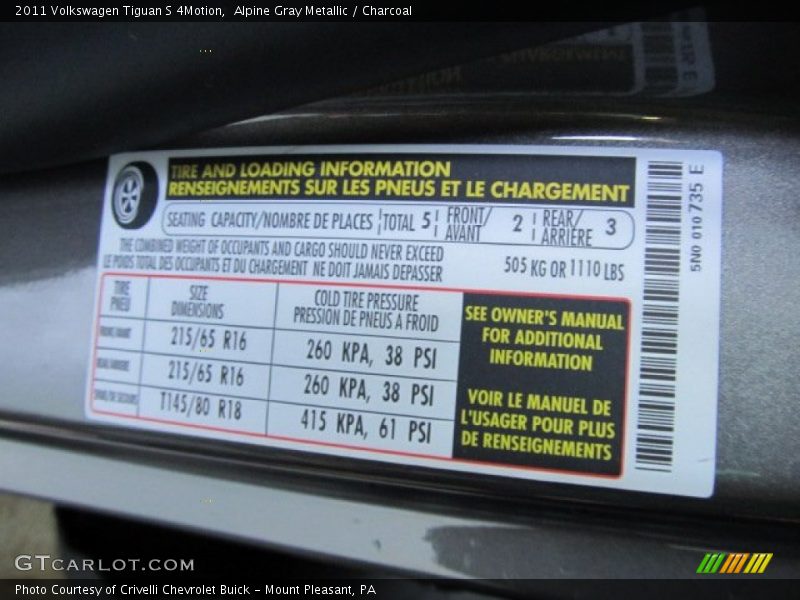 2011 Volkswagen Tiguan S 4Motion, Alpine Gray Metallic / Charcoal
TIRE AND LOADING INFORMATION
RENSEIGNEMENTS SUR LES PNEUS ET LE CHARGEMENT
SEATING CAPACITY/NOMBRE DE PLACES TOTAL 5 FRONT/ AVANT 2 REAR/ ARRIÈRE 3
THE COMBINED WEIGHT OF OCCUPANTS AND CARGO SHOULD NEVER EXCEED
LE POIDS TOTAL DES OCCUPANTS ET DU CHARGEMENT NE DOIT JAMAIS DEPASSER
505 KG OR 1110 LBS
TIRE PNEU
SIZE DIMENSIONS
COLD TIRE PRESSURE
PRESSION DE PNEUS A FROID
215/65 R16 260 KPA, 38 PSI
215/65 R16 260 KPA, 38 PSI
T145/80 R18 415 KPA, 61 PSI
SEE OWNER'S MANUAL
FOR ADDITIONAL
INFORMATION
VOIR LE MANUEL DE
L'USAGER POUR PLUS
DE RENSEIGNEMENTS
5N0 010 735 E
GTCARLOT.COM
Photo Courtesy of Crivelli Chevrolet Buick - Mount Pleasant, PA